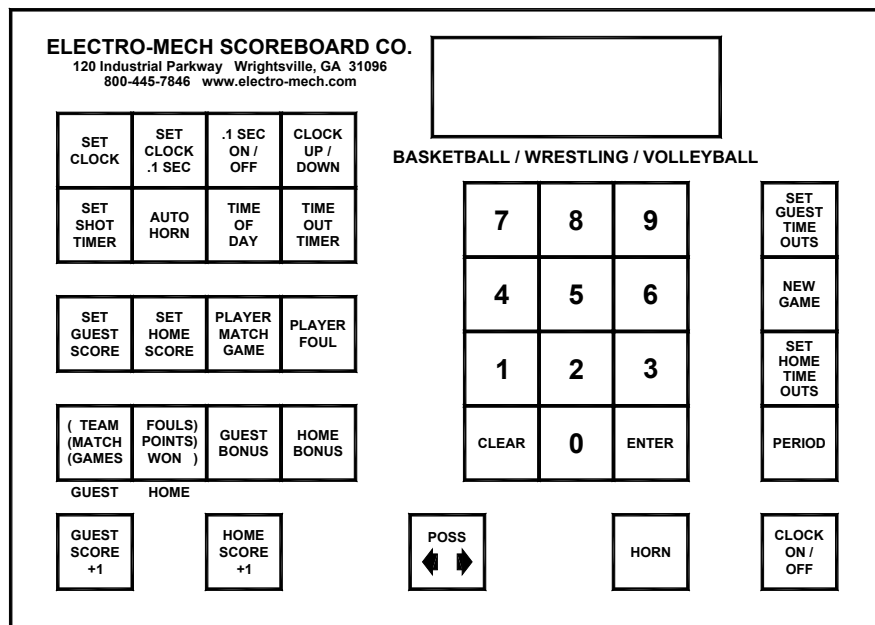 ELECTRO-MECH SCOREBOARD CO.
120 Industrial Parkway Wrightsville, GA 31096
800-445-7846 www.electro-mech.com
SET
CLOCK
SET
CLOCK
.1 SEC
.1 SEC
ON /
OFF
CLOCK
UP /
DOWN
SET
SHOT
TIMER
AUTO
HORN
TIME
OF
DAY
TIME
OUT
TIMER
SET
GUEST
SCORE
SET
HOME
SCORE
PLAYER
MATCH
GAME
PLAYER
FOUL
( TEAM
(MATCH
(GAMES
FOULS)
POINTS)
WON )
GUEST
BONUS
HOME
BONUS
GUEST
HOME
GUEST
SCORE
+1
HOME
SCORE
+1
BASKETBALL / WRESTLING / VOLLEYBALL
7
8
9
4
5
6
1
2
3
CLEAR
0
ENTER
SET
GUEST
TIME
OUTS
NEW
GAME
SET
HOME
TIME
OUTS
PERIOD
POSS
HORN
CLOCK
ON /
OFF